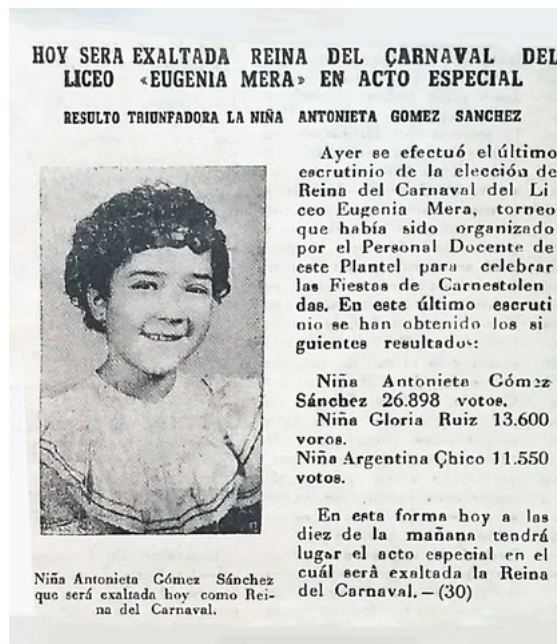 HOY SERA EXALTADA REINA DEL ÇARNAVAL DEL
LICEO «EUGENIA MERA» EN ACTO ESPECIAL
RESULTO TRIUNFADORA LA NIÑA ANTONIETA GOMEZ SANCHEZ
Ayer se efectuó el último
escrutinio de la elección de
Reina del Carnaval del Li
ceo Eugenia Mera, torneo
que había sido organizado
por el Personal Docente de
este Plantel para celebrar
las Fiestas de Carnestolen
das. En este último escruti
nio se han obtenido los si
guientes resultados:
Niña Antonieta Gómez
Sánchez 26.898 votos.
Niña Gloria Ruiz 13.600
voros.
Niña Argentina Çhico 11.550
votos.
En esta forma hoy a las
diez de la mañana tendrá
lugar el acto especial en el
cuál serà exaltada la Reina
del Carnaval.—(30)
Niña Antonieta Gómez Sánchez
que será exaltada hoy como Rei-
na del Carnaval.